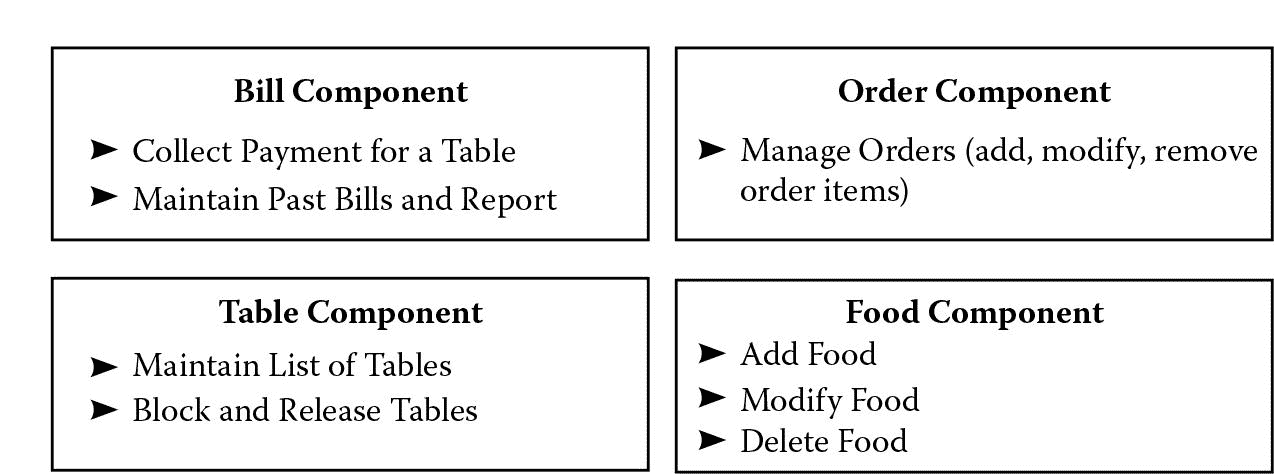 Bill Component
➤ Collect Payment for a Table
➤ Maintain Past Bills and Report
Order Component
➤ Manage Orders (add, modify, remove
order items)
Table Component
➤ Maintain List of Tables
➤ Block and Release Tables
Food Component
➤ Add Food
➤ Modify Food
➤ Delete Food